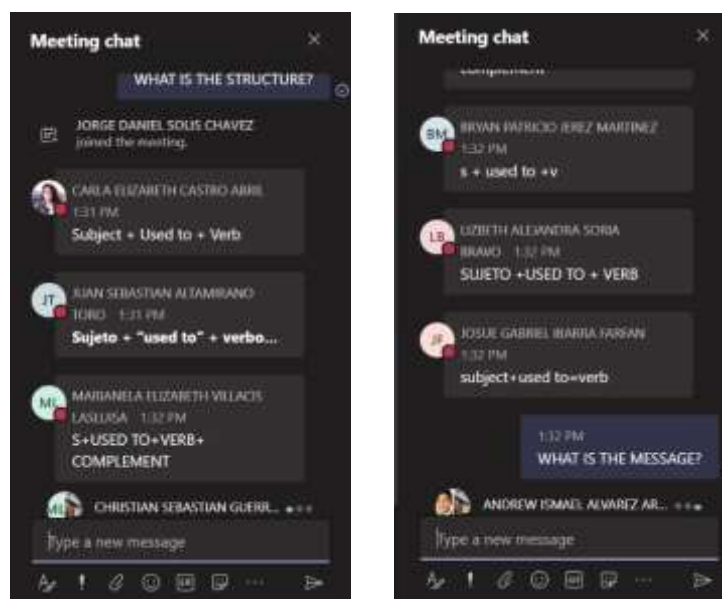 Meeting chat
WHAT IS THE STRUCTURE?
JORGE DANIEL SOLIS CHAVEZ
joined the meeting.
CARLA ELIZABETH CASTRO ABRIL
1:31 PM
Subject + Used to + Verb
JUAN SEBASTIAN ALTAMIRANO
TORO 1:31 PM
Sujeto + "used to" + verbo...
MARIANELA ELIZABETH VILLACIS
LASLUISA 1:32 PM
S+USED TO+VERB+
COMPLEMENT
CHRISTIAN SEBASTIAN GUERR...
Type a new message
Meeting chat
complement
BM
BRYAN PATRICIO JEREZ MARTINEZ
1:32 PM
s + used to +v
LB
LIZBETH ALEJANDRA SORIA
BRAVO 1:32 PM
SUJETO +USED TO + VERB
JF
JOSUE GABRIEL IBARRA FARFAN
1:32 PM
subject+used to=verb
1:32 PM
WHAT IS THE MESSAGE?
ANDREW ISMAEL ALVAREZ AR...
Type a new message